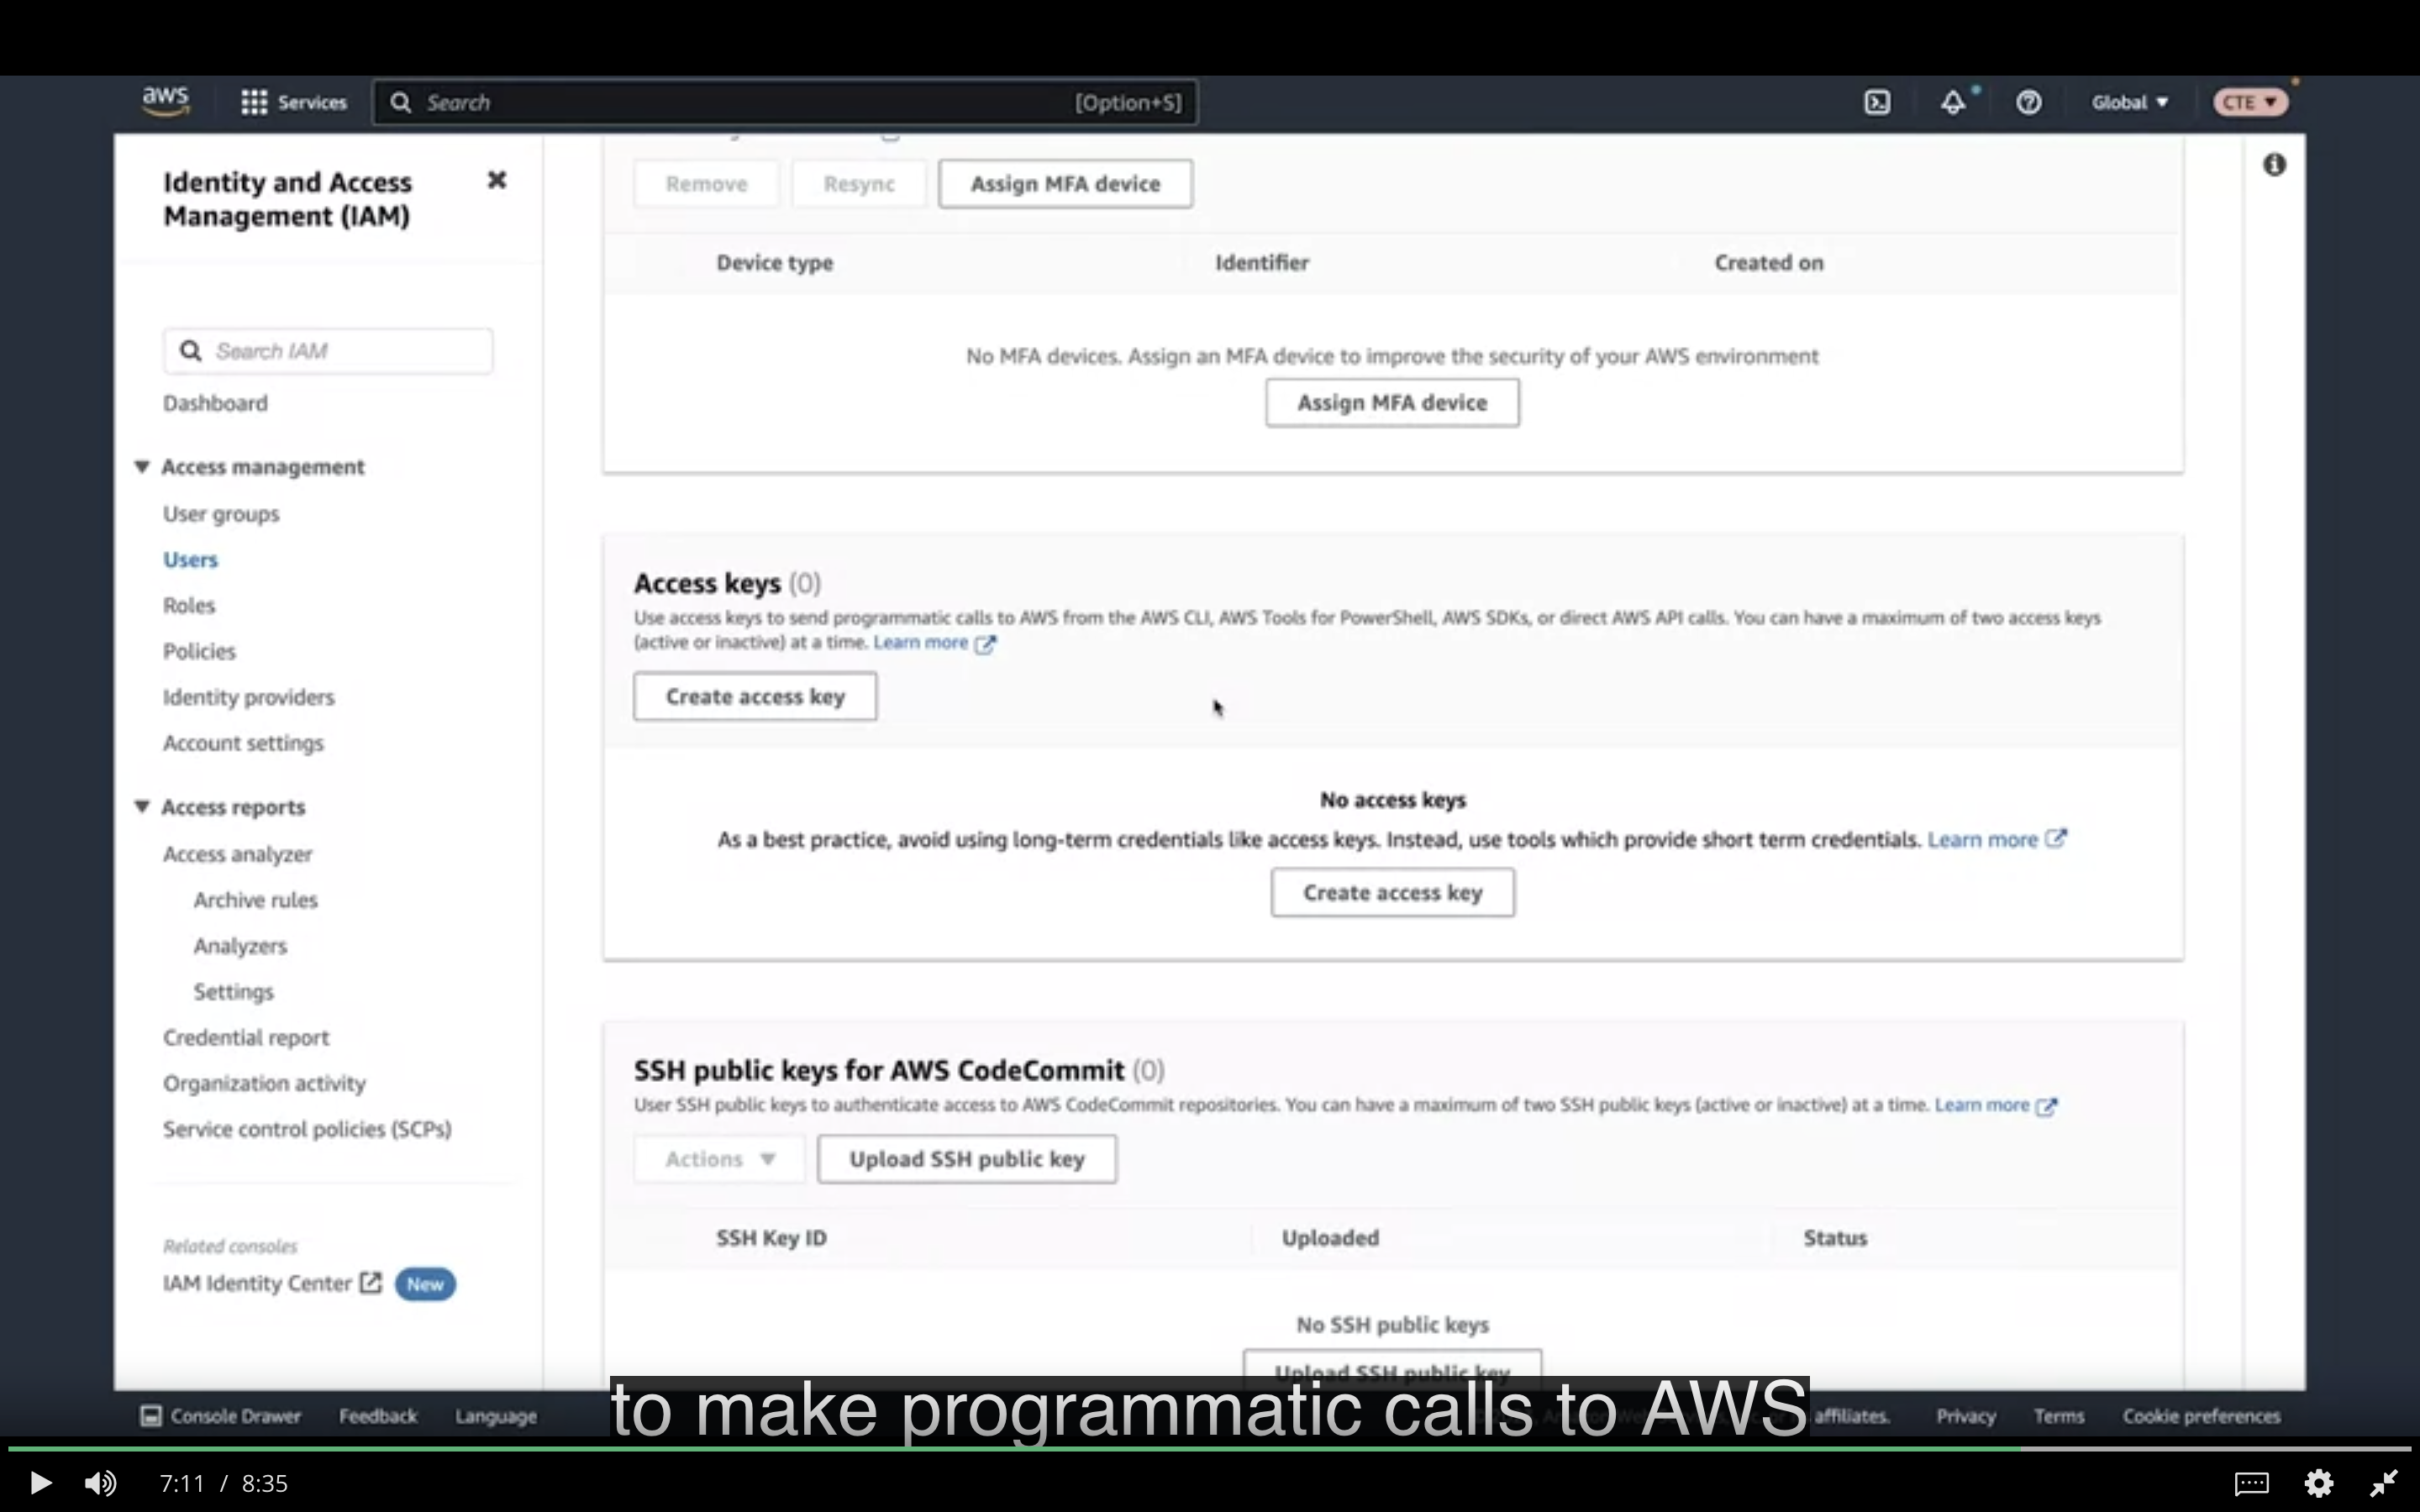 aws
Services
Search
[Option+S]
Global
CTE
Identity and Access
Management (IAM)
Search IAM
Dashboard
Access management
User groups
Users
Roles
Policies
Identity providers
Account settings
Access reports
Access analyzer
Archive rules
Analyzers
Settings
Credential report
Organization activity
Service control policies (SCPs)
Related consoles
IAM Identity Center
New
Remove
Resync
Assign MFA device
Device type
Identifier
Created on
No MFA devices. Assign an MFA device to improve the security of your AWS environment
Assign MFA device
Access keys (0)
Use access keys to send programmatic calls to AWS from the AWS CLI, AWS Tools for PowerShell, AWS SDKs, or direct AWS API calls. You can have a maximum of two access keys
(active or inactive) at a time. Learn more
Create access key
No access keys
As a best practice, avoid using long-term credentials like access keys. Instead, use tools which provide short term credentials. Learn more
Create access key
SSH public keys for AWS CodeCommit (0)
User SSH public keys to authenticate access to AWS CodeCommit repositories. You can have a maximum of two SSH public keys (active or inactive) at a time. Learn more
Actions
Upload SSH public key
SSH Key ID
Uploaded
Status
No SSH public keys
Upload SSH public key
to make programmatic calls to AWS
Console Drawer
Feedback
Language
affiliates.
Privacy
Terms
Cookie preferences
7:11 / 8:35